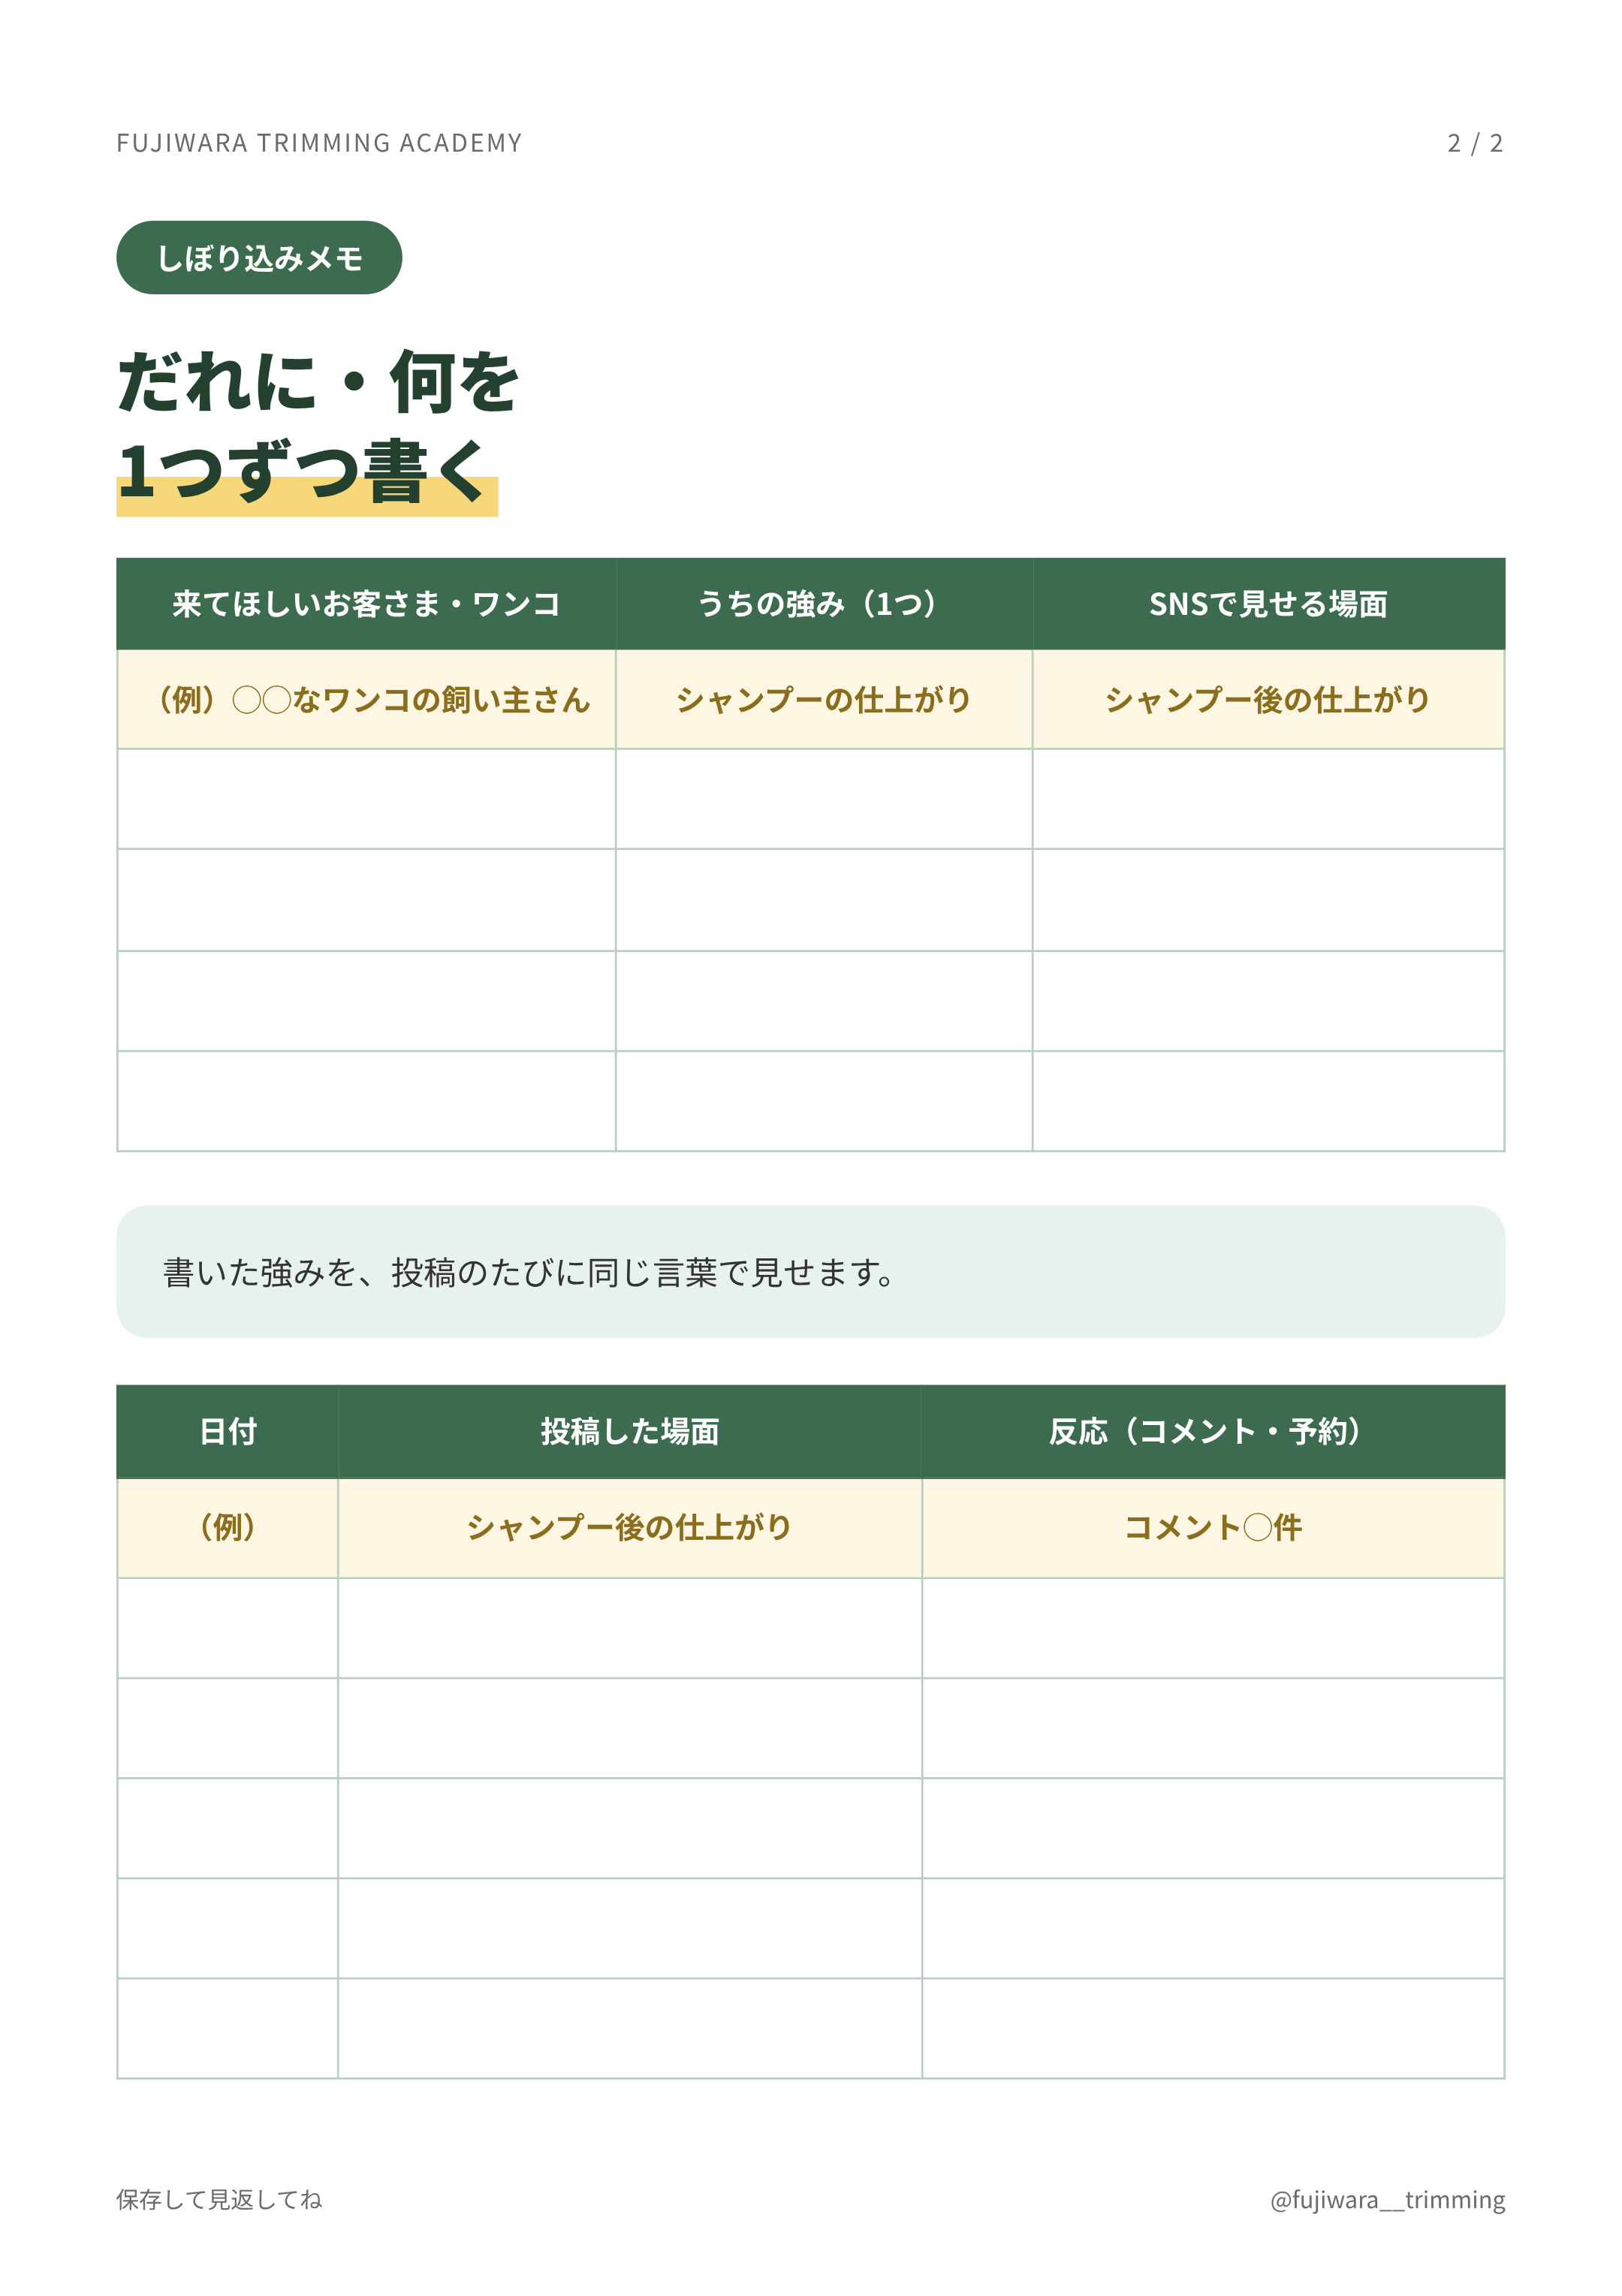 FUJIWARA TRIMMING ACADEMY
2 / 2
しぼり込みメモ
だれに・何を
1つずつ書く
来てほしいお客さま・ワンコ
うちの強み（1つ）
SNSで見せる場面
（例）◯◯なワンコの飼い主さん
シャンプーの仕上がり
シャンプー後の仕上がり
書いた強みを、投稿のたびに同じ言葉で見せます。
日付
投稿した場面
反応（コメント・予約）
（例）
シャンプー後の仕上がり
コメント◯件
保存して見返してね
@fujiwara__trimming